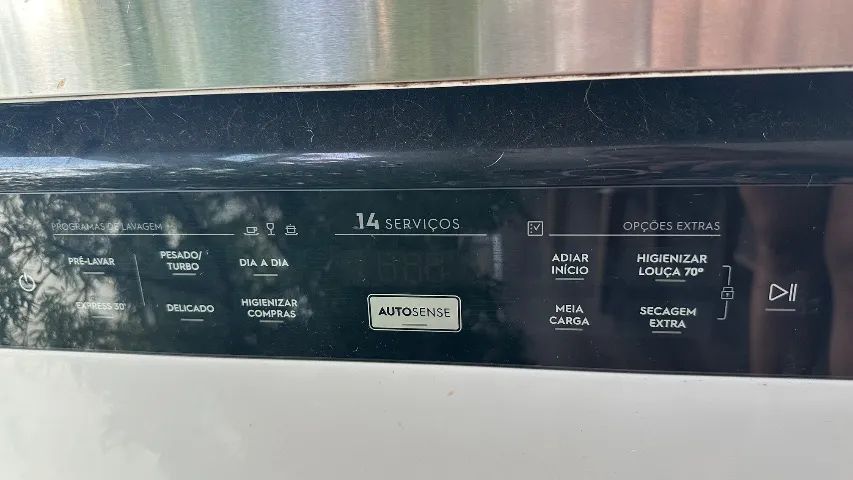 PROGRAMAS DE LAVAGEM
PRÉ-LAVAR
EXPRESS 30'
PESADO/
TURBO
DELICADO
DIA A DIA
HIGIENIZAR
COMPRAS
14 SERVIÇOS
AUTOSENSE
OPÇÕES EXTRAS
ADIAR
INÍCIO
MEIA
CARGA
HIGIENIZAR
LOUÇA 70°
SECAGEM
EXTRA